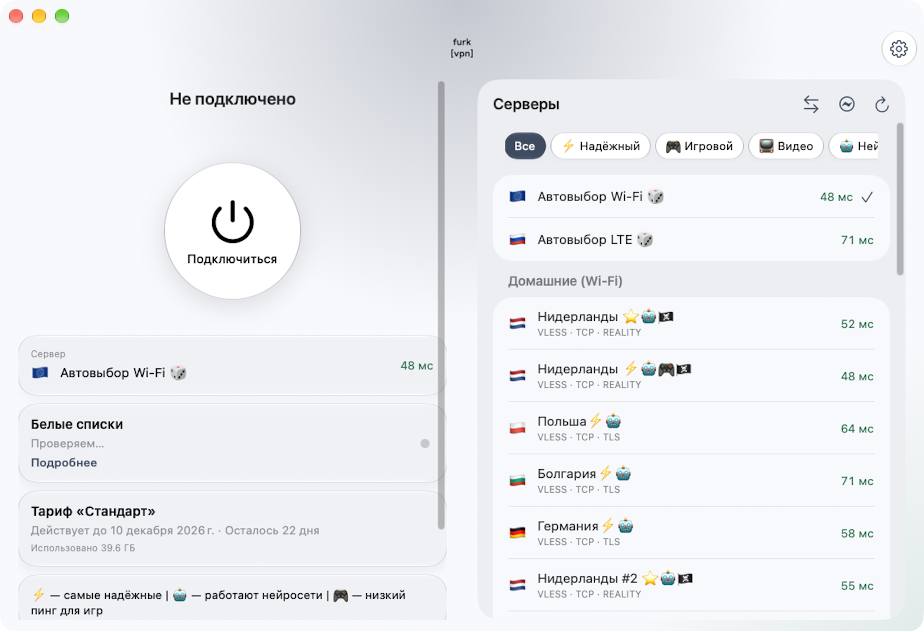 furk
[vpn]
Не подключено
Подключиться
Сервер
Автовыбор Wi-Fi 🎲
48 мс
Белые списки
Проверяем...
Подробнее
Тариф «Стандарт»
Действует до 10 декабря 2026 г. · Осталось 22 дня
Использовано 39.6 ГБ
⚡ — самые надёжные | 🤖 — работают нейросети | 🎮 — низкий
пинг для игр
Серверы
Все
⚡ Надёжный
🎮 Игровой
📺 Видео
🤖 Ней
Автовыбор Wi-Fi 🎲
48 мс
Автовыбор LTE 🎲
71 мс
Домашние (Wi-Fi)
Нидерланды ⭐🤖🏴‍☠️
VLESS · TCP · REALITY
52 мс
Нидерланды ⚡🤖🎮🏴‍☠️
VLESS · TCP · REALITY
48 мс
Польша⚡🤖
VLESS · TCP · TLS
64 мс
Болгария⚡🤖
VLESS · TCP · TLS
71 мс
Германия⚡🤖
VLESS · TCP · TLS
58 мс
Нидерланды #2 ⭐🤖🏴‍☠️
VLESS · TCP · REALITY
55 мс